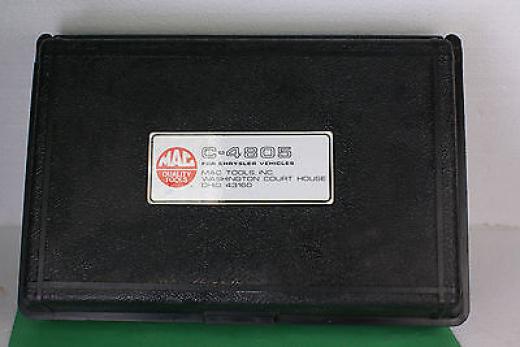 MAC
QUALITY
TOOLS
C-4805
FOR CHRYSLER VEHICLES
MAC TOOLS, INC.
WASHINGTON COURT HOUSE
OHIO 43160